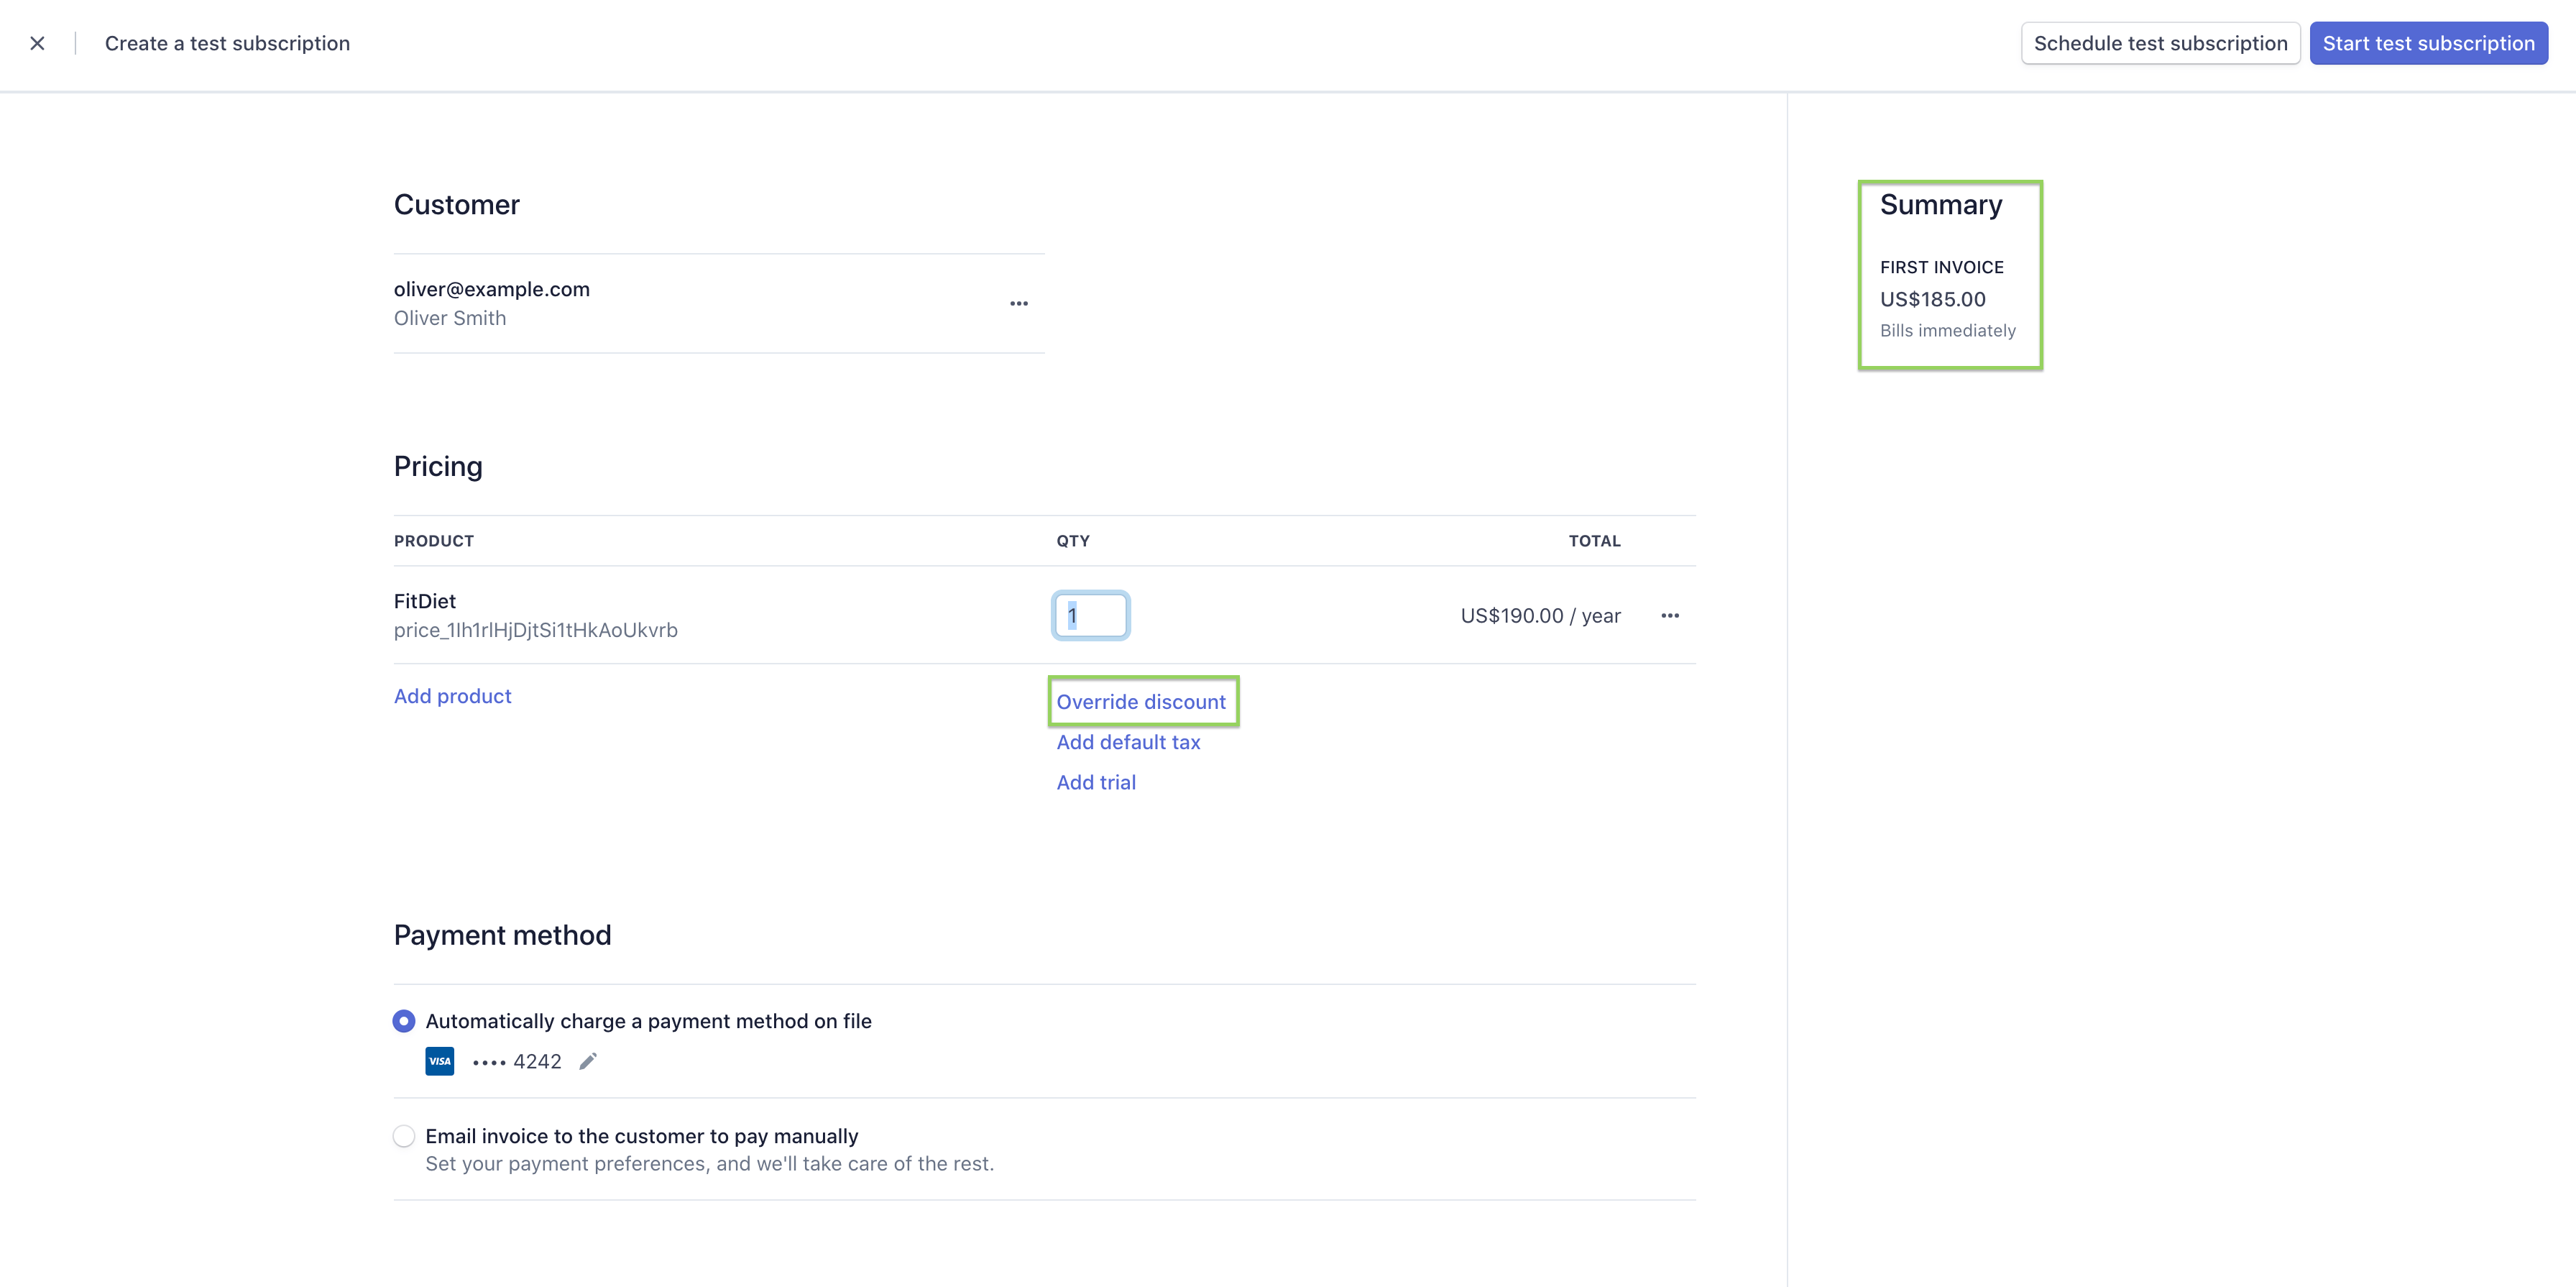 Create a test subscription
Schedule test subscription
Start test subscription
Customer
oliver@example.com
Oliver Smith
Summary
FIRST INVOICE
US$185.00
Bills immediately
Pricing
PRODUCT QTY TOTAL
FitDiet
price_1Ih1rlHjDjtSi1tHkAoUkvrb
1
US$190.00 / year
Add product
Override discount
Add default tax
Add trial
Payment method
Automatically charge a payment method on file
VISA •••• 4242
Email invoice to the customer to pay manually
Set your payment preferences, and we'll take care of the rest.